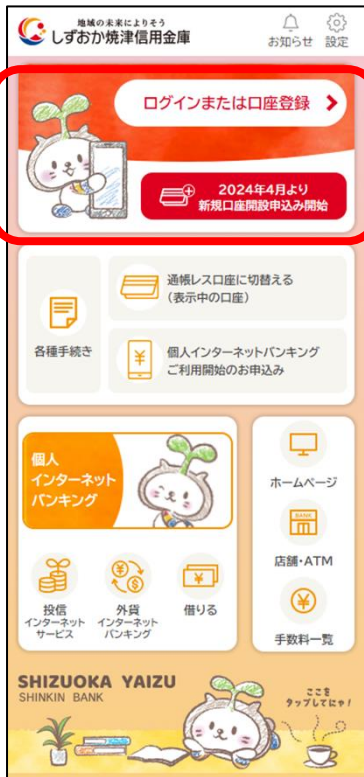 地域の未来によりそう
しずおか焼津信用金庫
お知らせ 設定
ログインまたは口座登録
2024年4月より
新規口座開設申込み開始
各種手続き
通帳レス口座に切替える
(表示中の口座)
個人インターネットバンキング
ご利用開始のお申込み
個人
インターネット
バンキング
投信
インターネット
サービス
外貨
インターネット
バンキング
借りる
ホームページ
BANK
店舗・ATM
手数料一覧
SHIZUOKA YAIZU
SHINKIN BANK
ここを
タップしてにゃ!